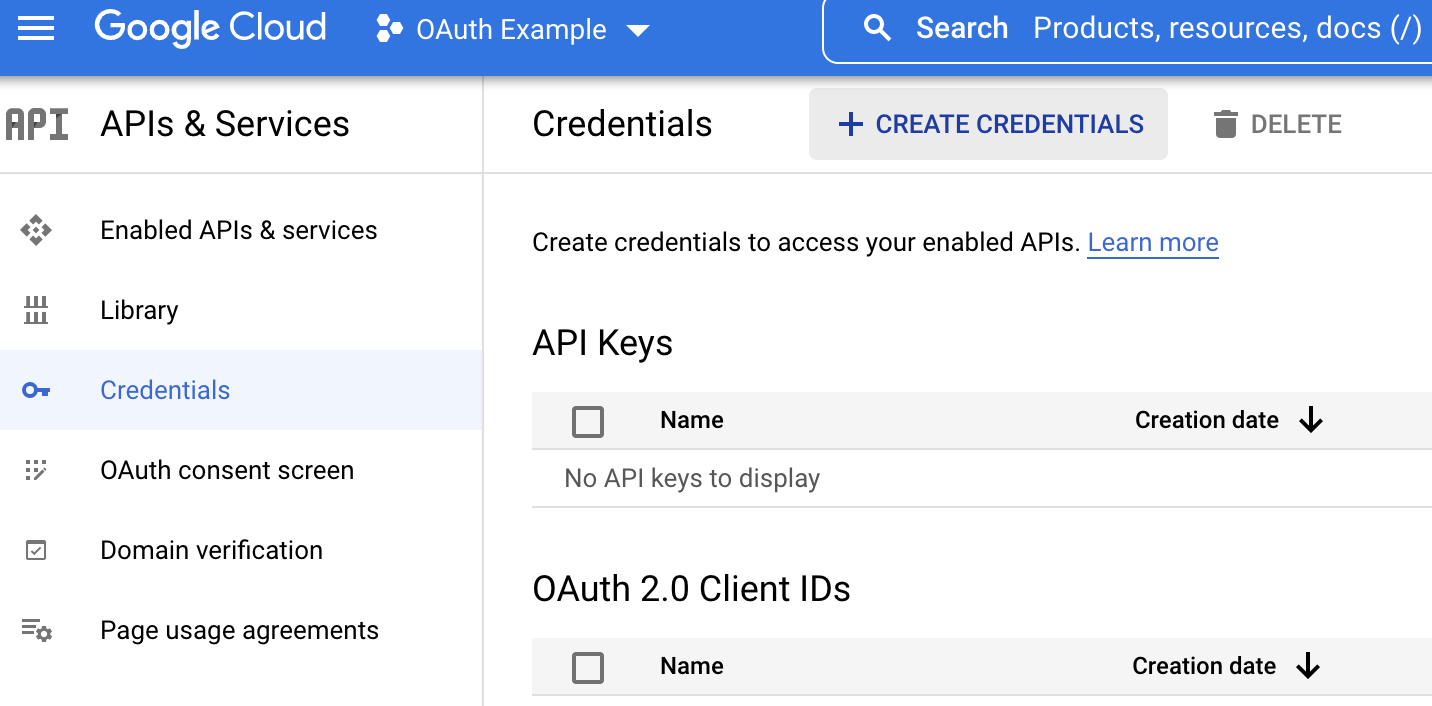 Google Cloud
OAuth Example
Search Products, resources, docs (/)
API
APIs & Services
Enabled APIs & services
Library
Credentials
OAuth consent screen
Domain verification
Page usage agreements
Credentials
+ CREATE CREDENTIALS
DELETE
Create credentials to access your enabled APIs. Learn more
API Keys
Name Creation date ↓
No API keys to display
OAuth 2.0 Client IDs
Name Creation date ↓